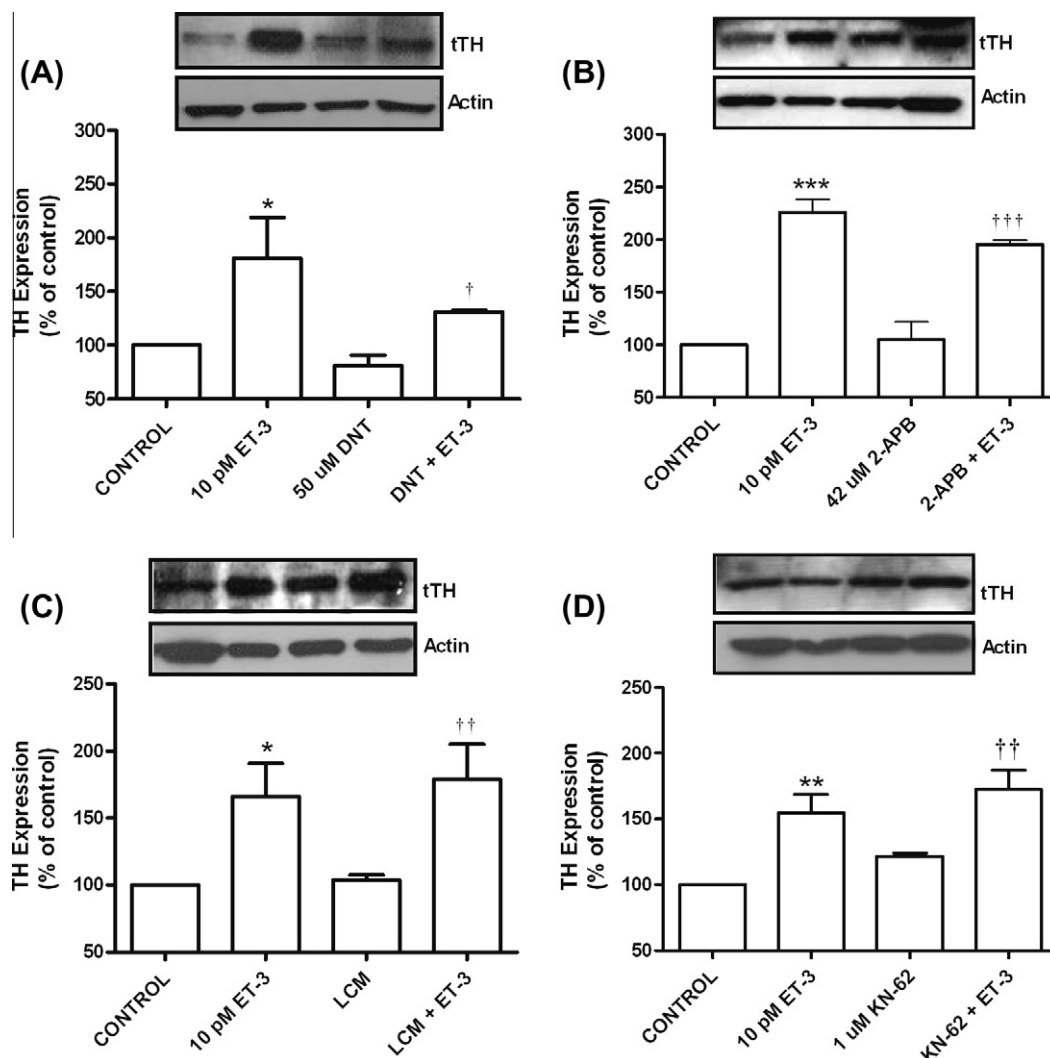 (A)
tTH
Actin
TH Expression
(% of control)
300
250
200
150
100
50
*
†
CONTROL
10 pM ET-3
50 uM DNT
DNT + ET-3
(B)
tTH
Actin
TH Expression
(% of control)
300
250
200
150
100
50
***
†††
CONTROL
10 pM ET-3
42 uM 2-APB
2-APB + ET-3
(C)
tTH
Actin
TH Expression
(% of control)
250
200
150
100
50
*
††
CONTROL
10 pM ET-3
LCM
LCM + ET-3
(D)
tTH
Actin
TH Expression
(% of control)
250
200
150
100
50
**
††
CONTROL
10 pM ET-3
1 uM KN-62
KN-62 + ET-3